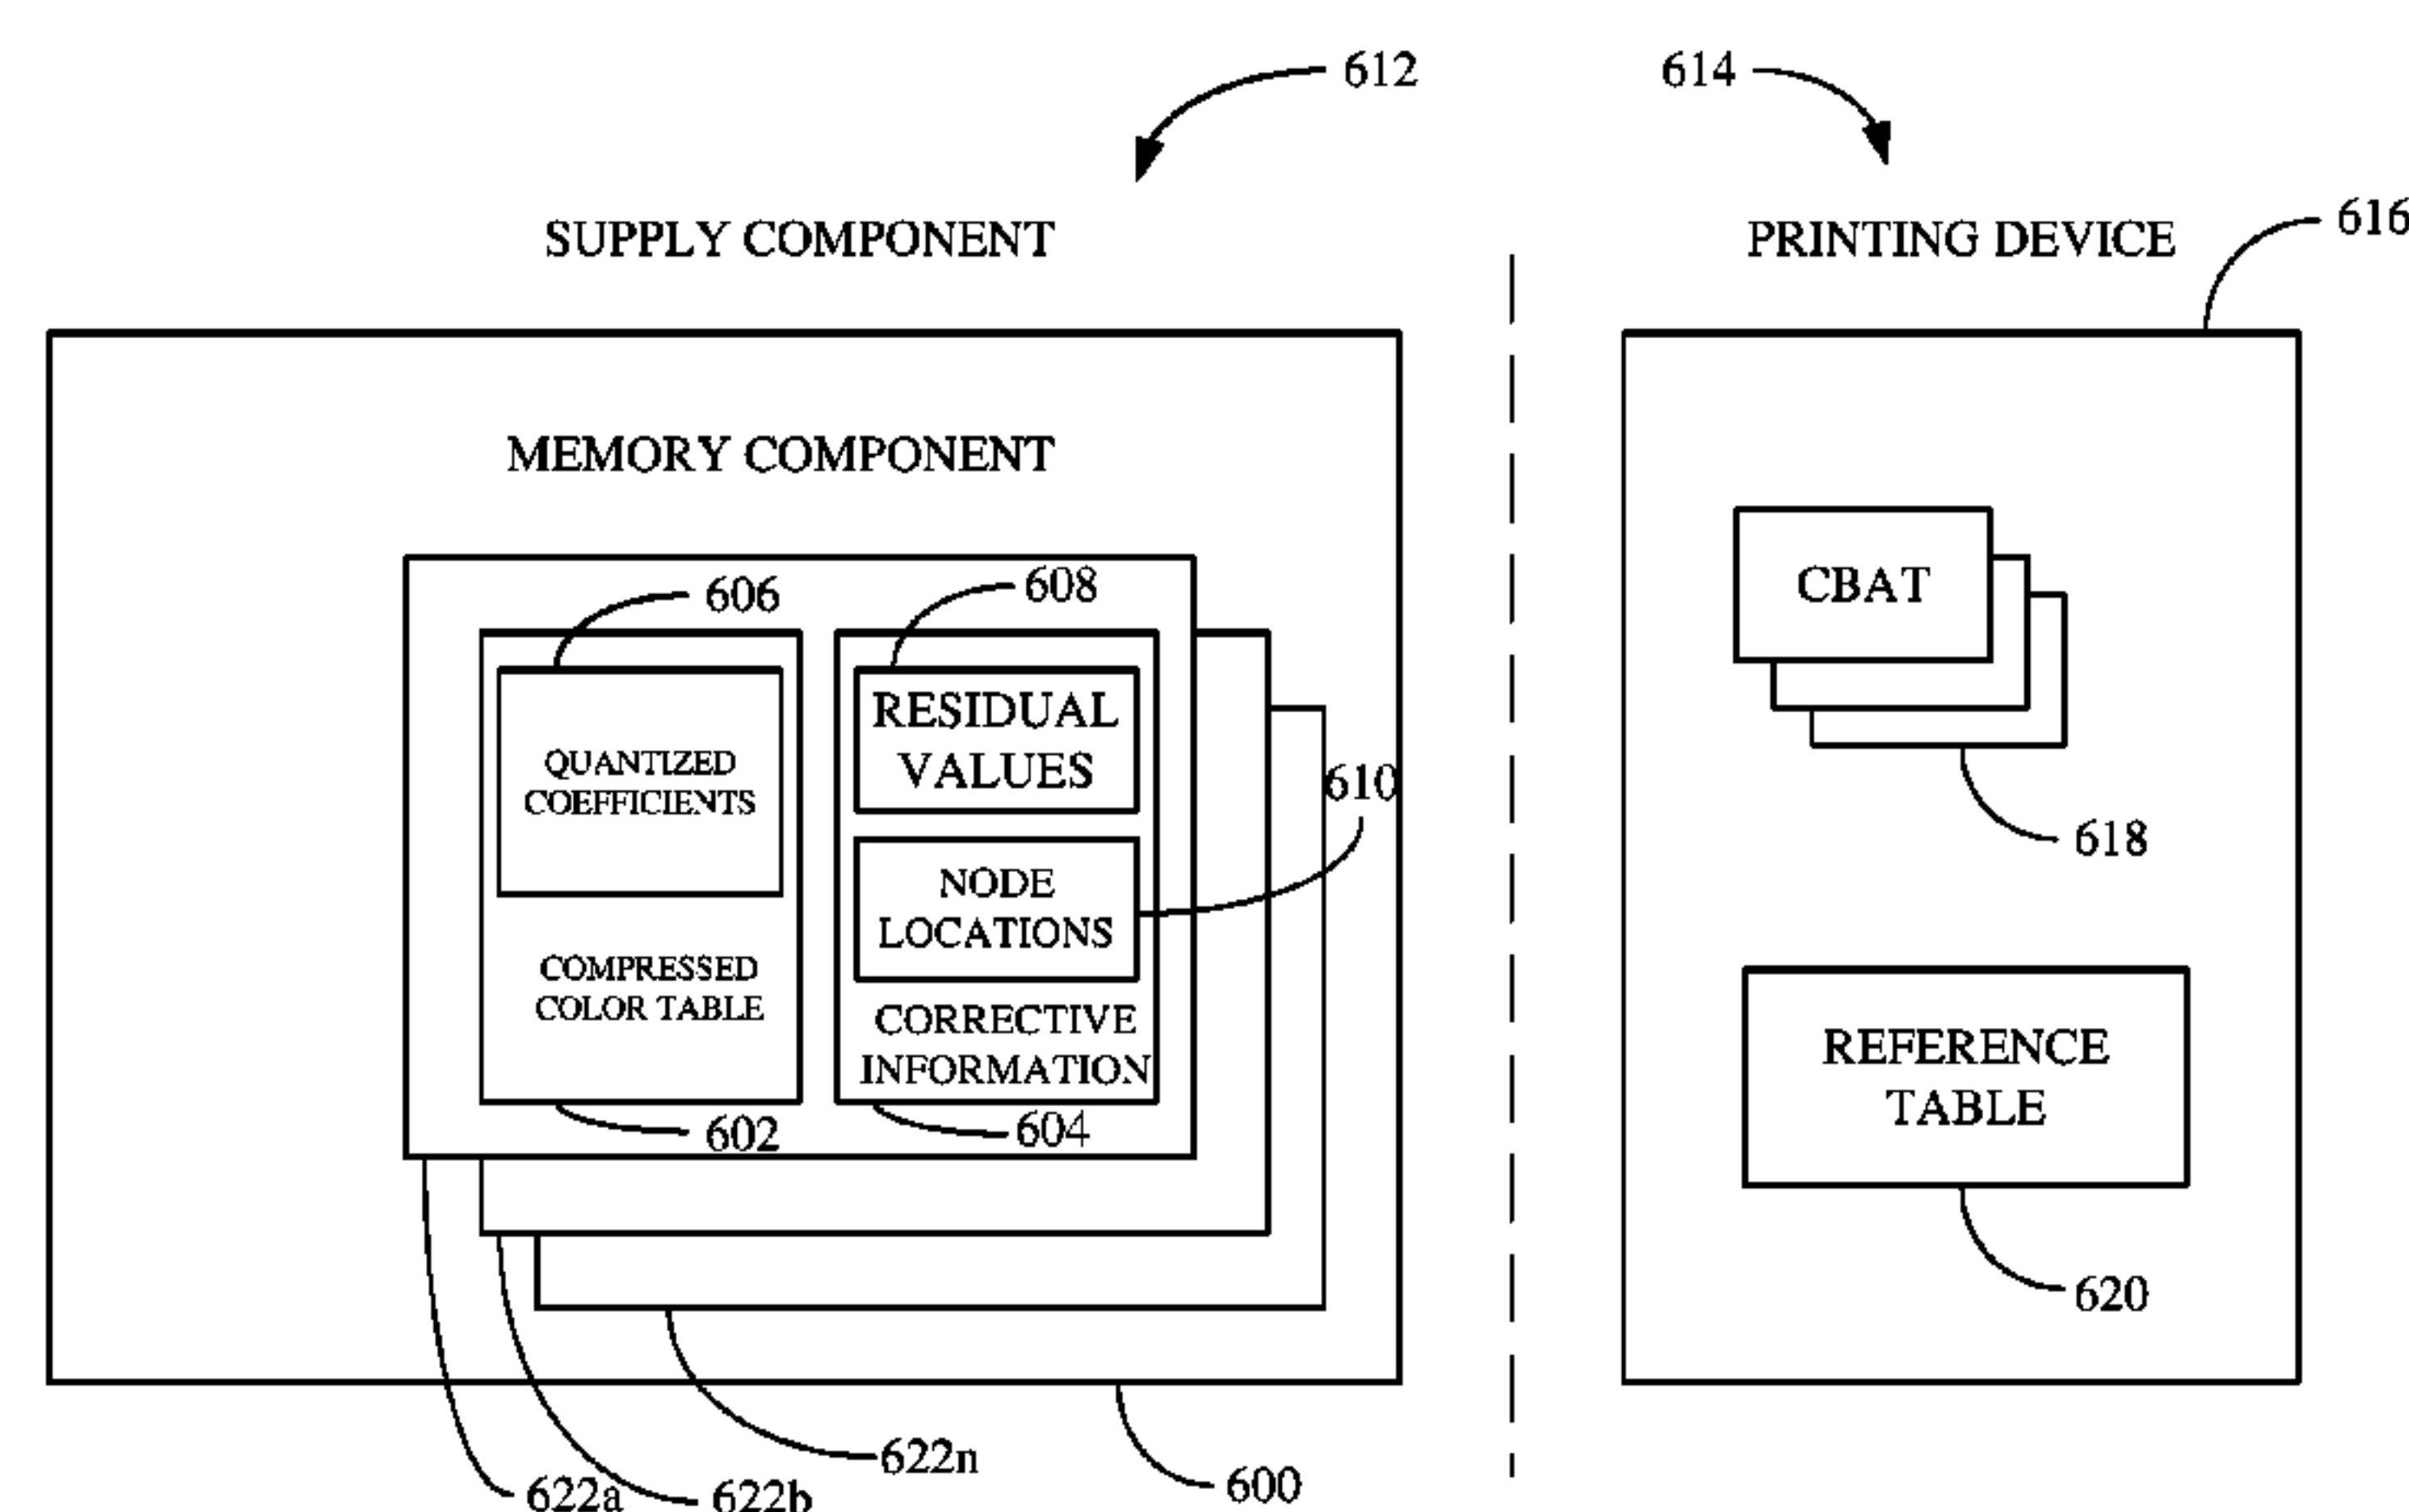 612
614
616
SUPPLY COMPONENT
PRINTING DEVICE
MEMORY COMPONENT
606
608
CBAT
RESIDUAL
VALUES
QUANTIZED
COEFFICIENTS
610
618
NODE
LOCATIONS
COMPRESSED
COLOR TABLE
CORRECTIVE
INFORMATION
REFERENCE
TABLE
602
604
620
622n
622a
622b
600